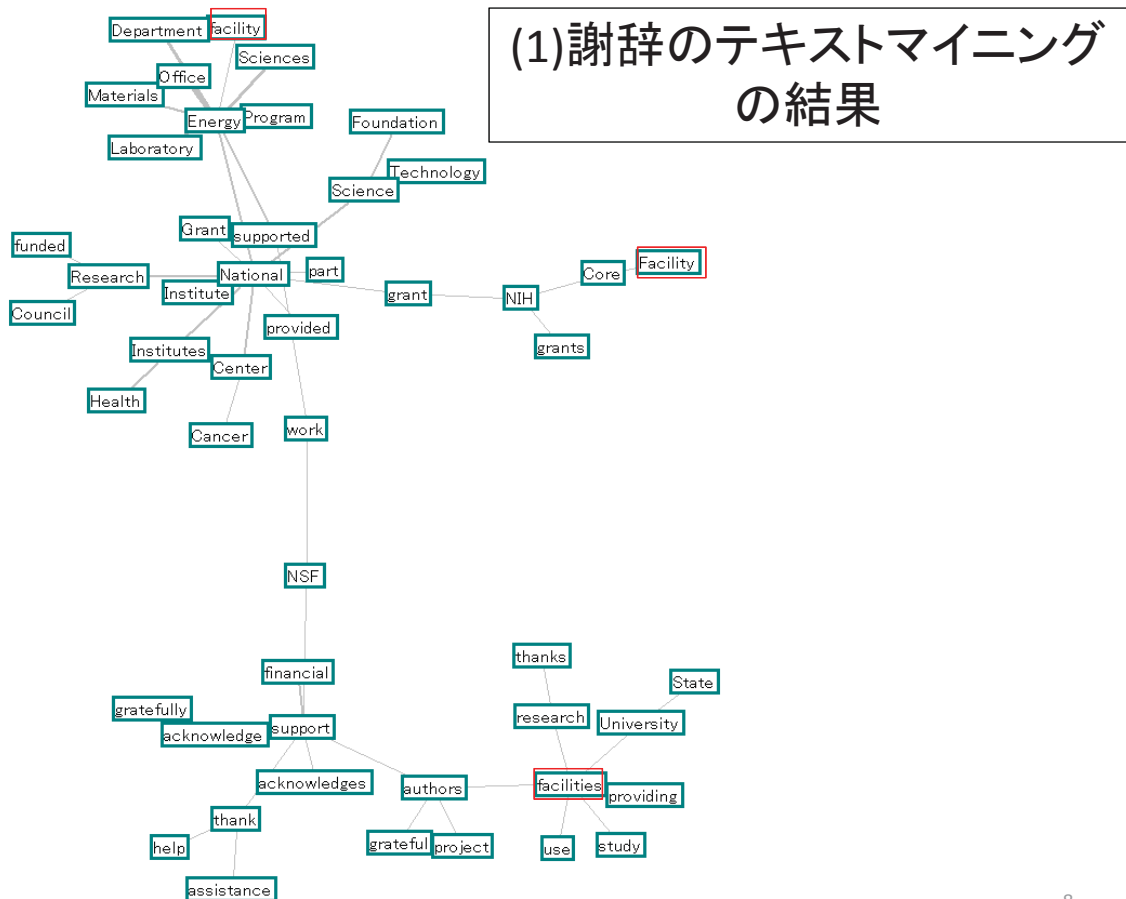 (1)謝辞のテキストマイニング
の結果
Department
facility
Sciences
Office
Materials
Energy
Program
Laboratory
Foundation
Technology
Science
Grant
supported
funded
Research
National
part
Institute
Council
grant
NIH
Core
Facility
grants
provided
Institutes
Center
Health
Cancer
work
NSF
financial
gratefully
acknowledge
support
acknowledges
thank
help
assistance
authors
grateful
project
thanks
research
State
University
facilities
providing
use
study
8